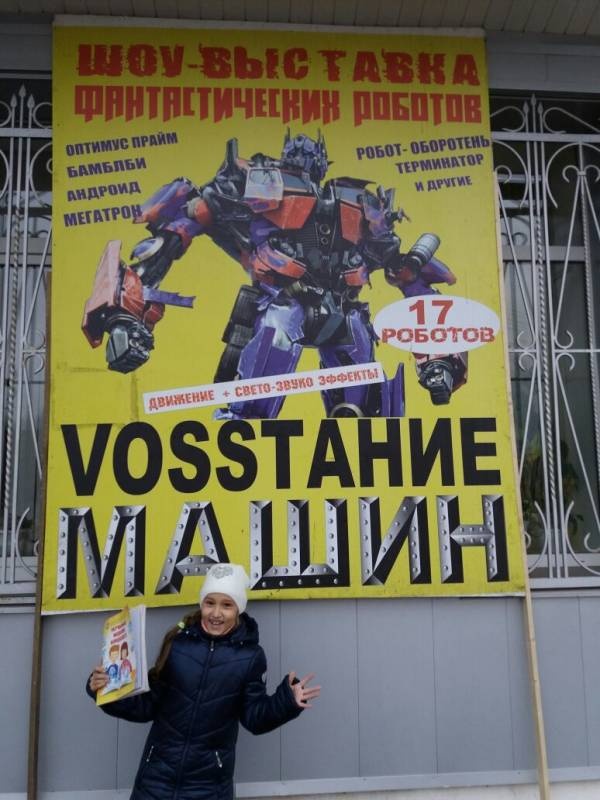 ШОУ-ВЫСТАВКА
ФАНТАСТИЧЕСКИХ РОБОТОВ
ОПТИМУС ПРАЙМ
БАМБЛБИ
АНДРОИД
МЕГАТРОН
РОБОТ- ОБОРОТЕНЬ
ТЕРМИНАТОР
И ДРУГИЕ
17
РОБОТОВ
ДВИЖЕНИЕ + СВЕТО-ЗВУКО ЭФФЕКТЫ!
VOSSTАНИЕ
МАШИН